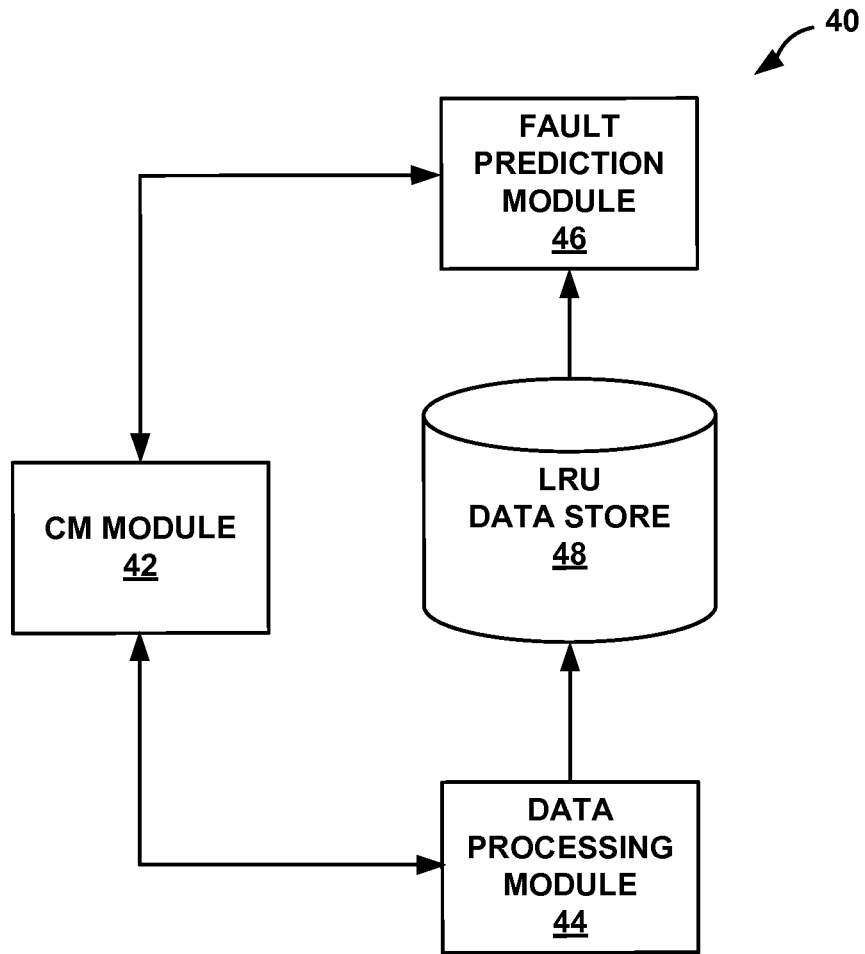 40
FAULT
PREDICTION
MODULE
46
LRU
DATA STORE
48
CM MODULE
42
DATA
PROCESSING
MODULE
44